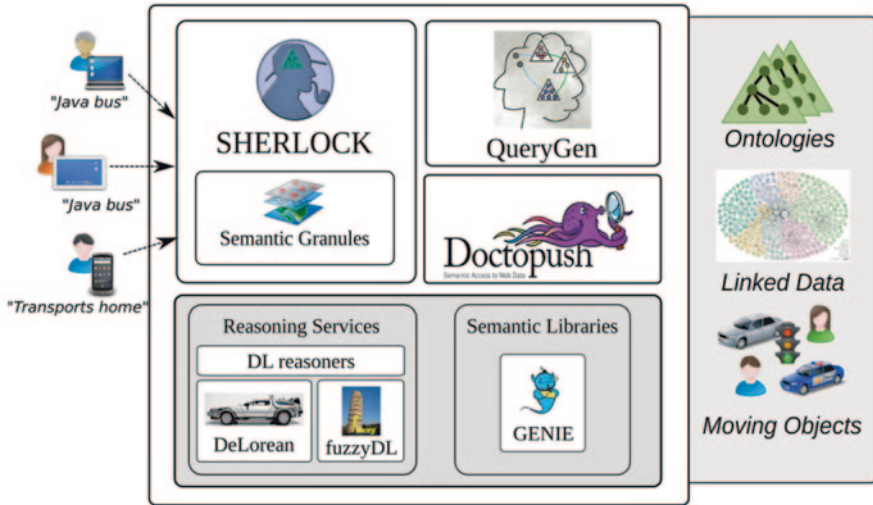 "Java bus"
"Java bus"
"Transports home"
SHERLOCK
Semantic Granules
QueryGen
Doctopush
Semantic Access to Web Data
Reasoning Services
DL reasoners
DeLorean
fuzzyDL
Semantic Libraries
GENIE
Ontologies
Linked Data
Moving Objects